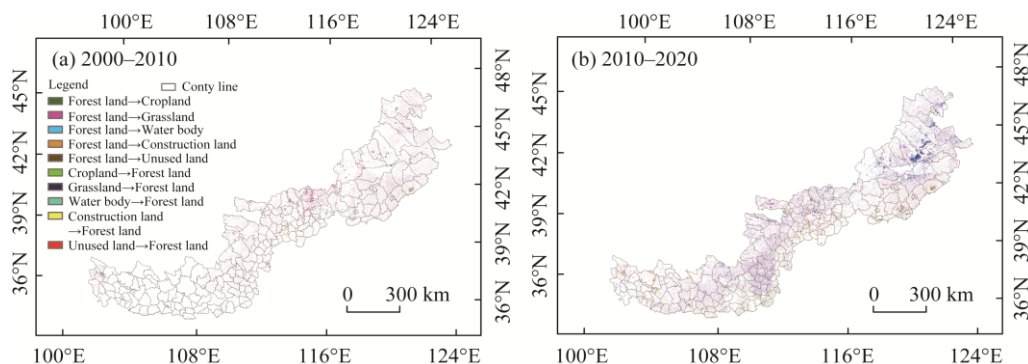 100°E 108°E 116°E 124°E
100°E 108°E 116°E 124°E
(a) 2000–2010
Legend
Conty line
Forest land→Cropland
Forest land→Grassland
Forest land→Water body
Forest land→Construction land
Forest land→Unused land
Cropland→Forest land
Grassland→Forest land
Water body→Forest land
Construction land
→Forest land
Unused land→Forest land
45°N
42°N
39°N
36°N
48°N
45°N
42°N
39°N
36°N
0 300 km
(b) 2010–2020
45°N
42°N
39°N
36°N
48°N
45°N
42°N
39°N
36°N
0 300 km
100°E 108°E 116°E 124°E
100°E 108°E 116°E 124°E